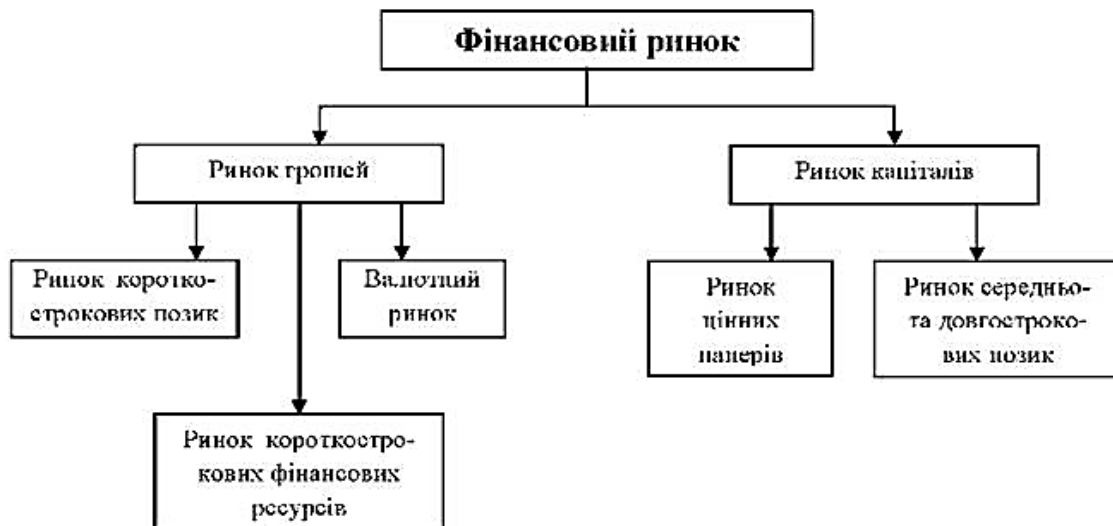 Фінансовий ринок
Ринок грошей
Ринок капіталів
Ринок коротко-
строкових позик
Валютний
ринок
Ринок
цінних
паперів
Ринок середньо-
та довгостроко-
вих позик
Ринок короткостро-
кових фінансових
ресурсів